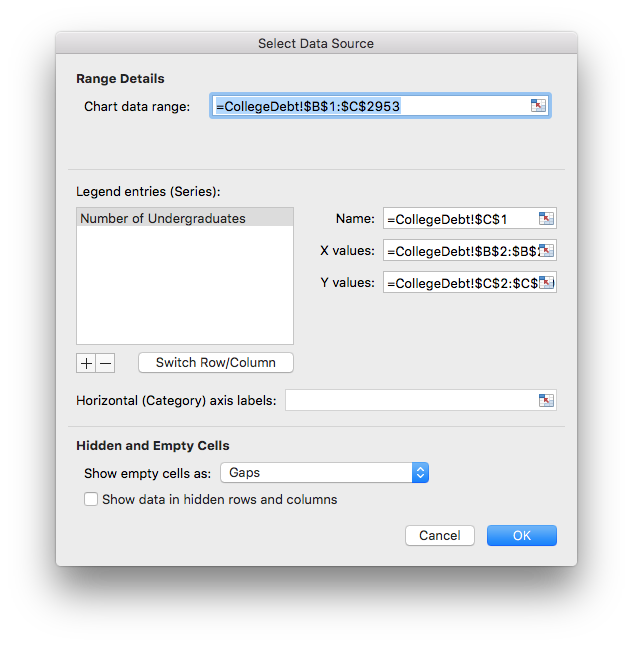 Select Data Source
Range Details
Chart data range: =CollegeDebt!$B$1:$C$2953
Legend entries (Series):
Number of Undergraduates
Name: =CollegeDebt!$C$1
X values: =CollegeDebt!$B$2:$B$
Y values: =CollegeDebt!$C$2:$C$
+ −
Switch Row/Column
Horizontal (Category) axis labels:
Hidden and Empty Cells
Show empty cells as: Gaps
Show data in hidden rows and columns
Cancel OK